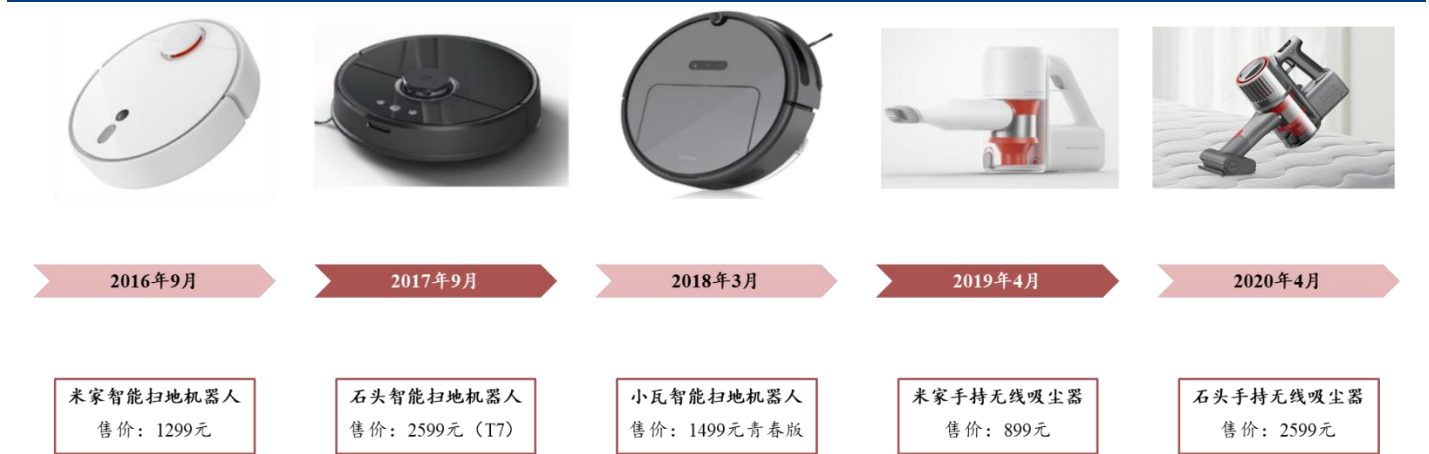 2016年9月
2017年9月
2018年3月
2019年4月
2020年4月
米家智能扫地机器人
售价：1299元
石头智能扫地机器人
售价：2599元（T7）
小瓦智能扫地机器人
售价：1499元青春版
米家手持无线吸尘器
售价：899元
石头手持无线吸尘器
售价：2599元